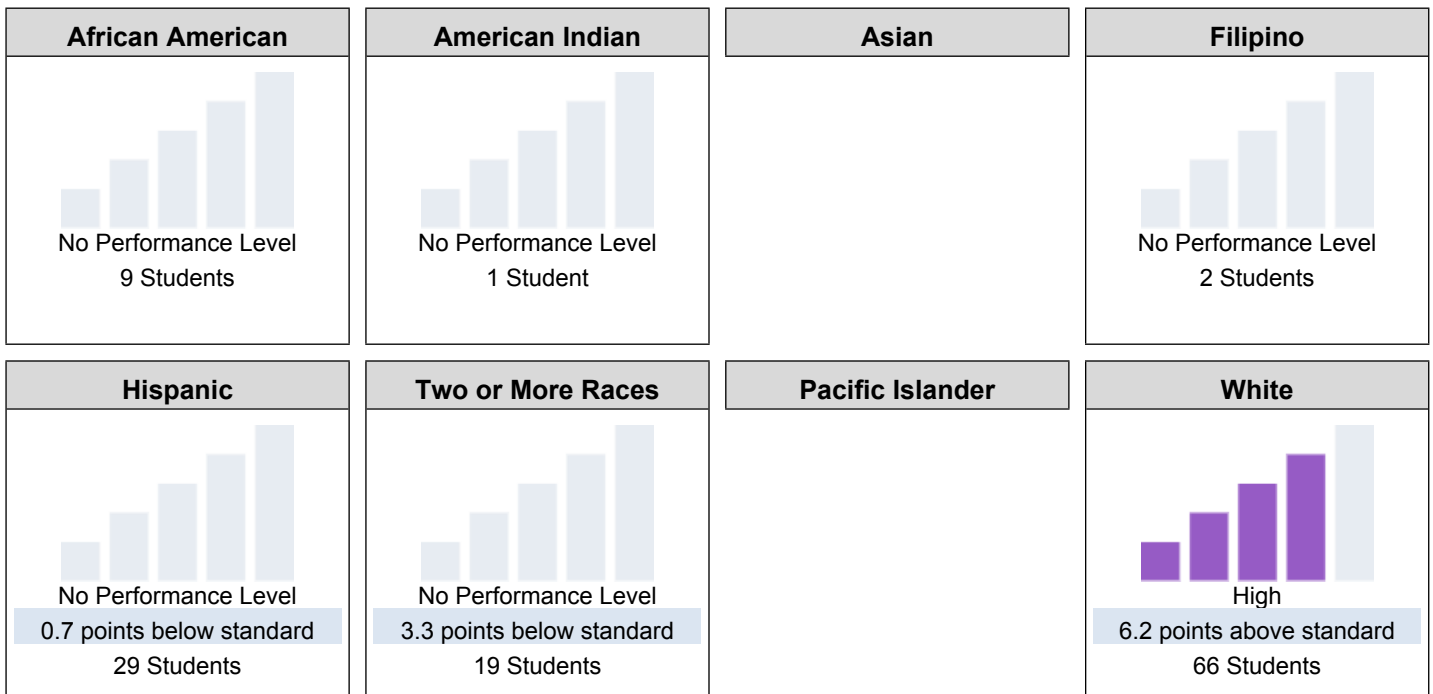 African American
No Performance Level
9 Students
American Indian
No Performance Level
1 Student
Asian
Filipino
No Performance Level
2 Students
Hispanic
No Performance Level
0.7 points below standard
29 Students
Two or More Races
No Performance Level
3.3 points below standard
19 Students
Pacific Islander
White
High
6.2 points above standard
66 Students